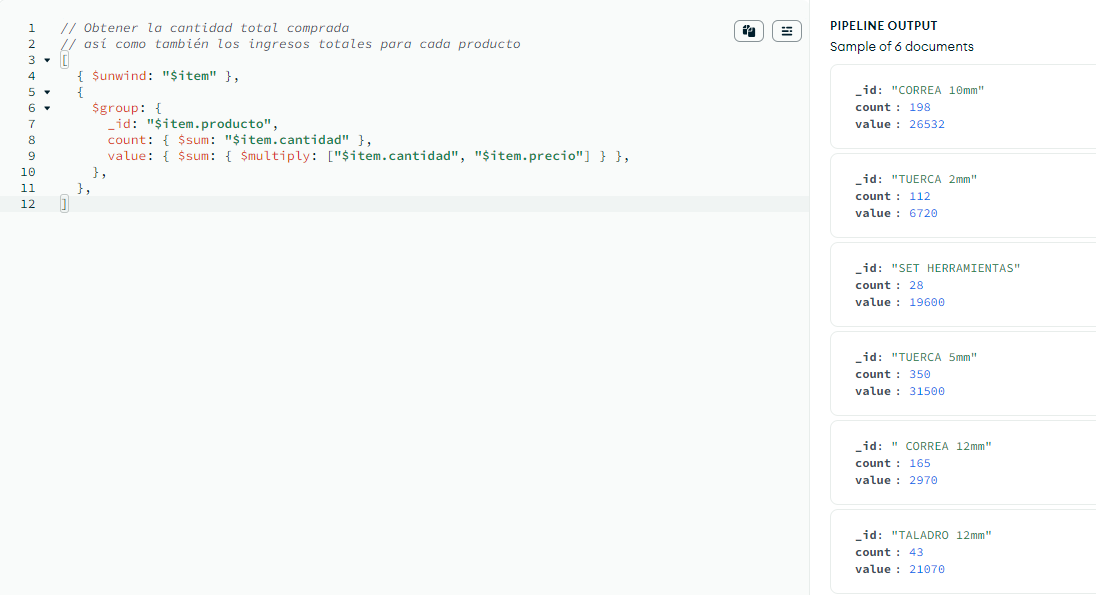 1 // Obtener la cantidad total comprada
2 // así como también los ingresos totales para cada producto
3 [
4 { $unwind: "$item" },
5 {
6 $group: {
7 _id: "$item.producto",
8 count: { $sum: "$item.cantidad" },
9 value: { $sum: { $multiply: ["$item.cantidad", "$item.precio"] } },
10 },
11 },
12 ]
PIPELINE OUTPUT
Sample of 6 documents
_id: "CORREA 10mm"
count : 198
value : 26532
_id: "TUERCA 2mm"
count : 112
value : 6720
_id: "SET HERRAMIENTAS"
count : 28
value : 19600
_id: "TUERCA 5mm"
count : 350
value : 31500
_id: " CORREA 12mm"
count : 165
value : 2970
_id: "TALADRO 12mm"
count : 43
value : 21070